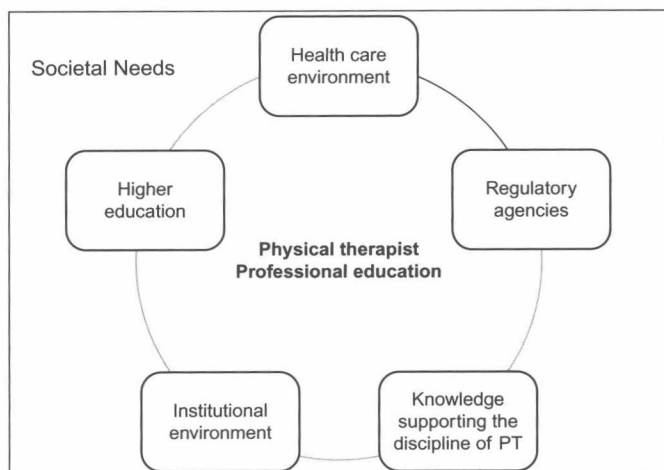 Societal Needs
Health care
environment
Higher
education
Regulatory
agencies
Physical therapist
Professional education
Institutional
environment
Knowledge
supporting the
discipline of PT